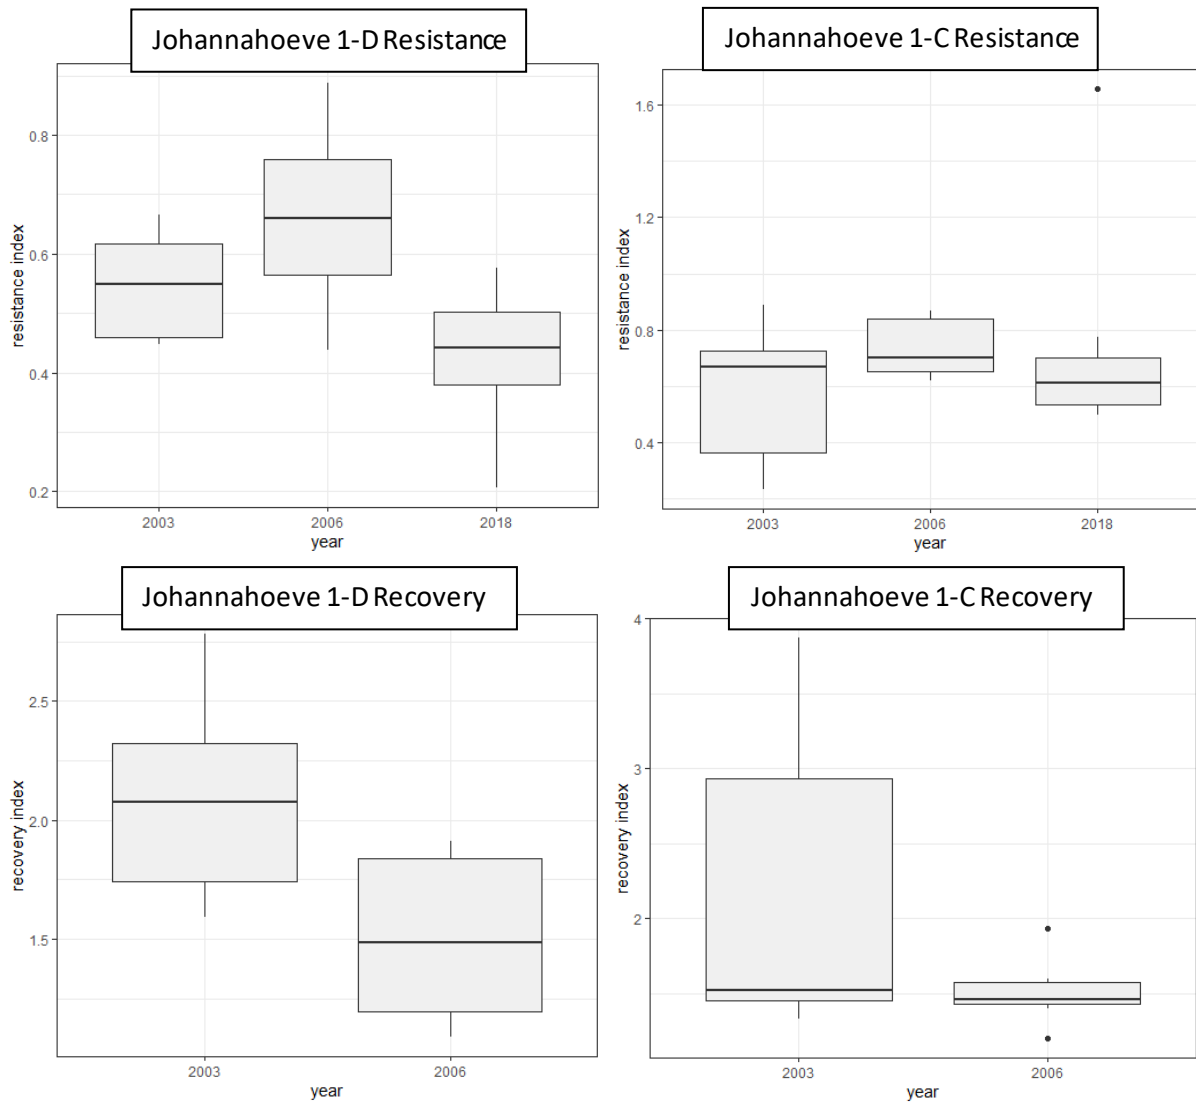 Johannahoeve 1-D Resistance
resistance index
0.8
0.6
0.4
0.2
2003 2006 2018
year
Johannahoeve 1-C Resistance
resistance index
1.6
1.2
0.8
0.4
2003 2006 2018
year
Johannahoeve 1-D Recovery
recovery index
2.5
2.0
1.5
2003 2006
year
Johannahoeve 1-C Recovery
recovery index
4
3
2
2003 2006
year